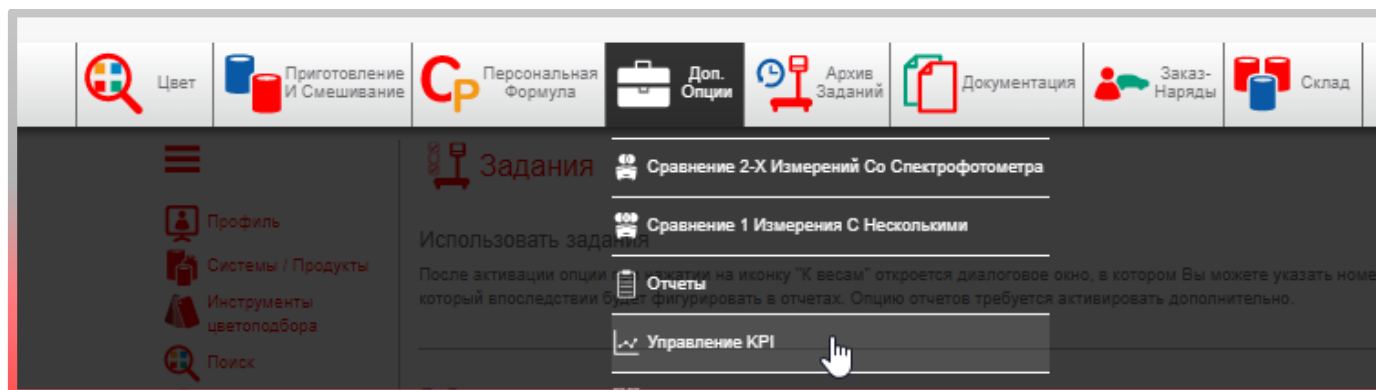 Цвет
Приготовление
И Смешивание
Персональная
Формула
Доп.
Опции
Архив
Заданий
Документация
Заказ-
Наряды
Склад
Задания
Сравнение 2-Х Измерений Со Спектрофотометра
Профиль
Сравнение 1 Измерения С Несколькими
Использовать задания
Системы / Продукты
После активации опции при нажатии на иконку "К весам" откроется диалоговое окно, в котором Вы можете указать номе
Отчеты
Инструменты
цветоподбора
который впоследствии будет фигурировать в отчетах. Опцию отчетов требуется активировать дополнительно.
Управление KPI
Поиск